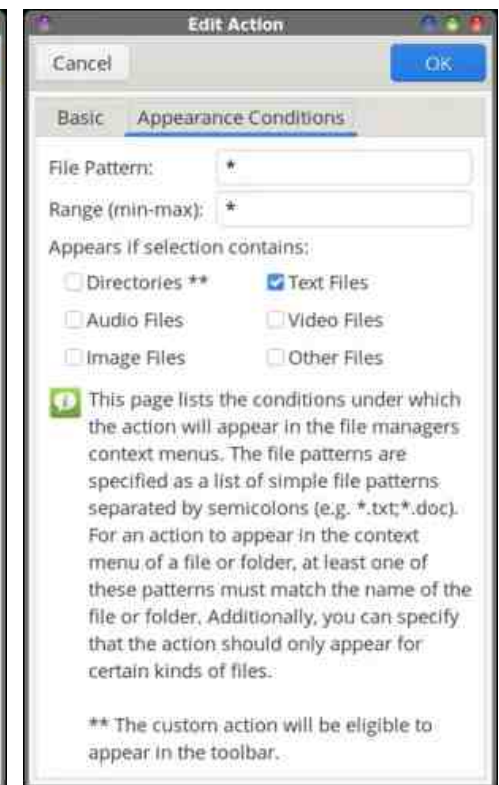 Edit Action
Cancel
OK
Basic
Appearance Conditions
File Pattern: *
Range (min-max): *
Appears if selection contains:
Directories **
Text Files
Audio Files
Video Files
Image Files
Other Files
This page lists the conditions under which
the action will appear in the file managers
context menus. The file patterns are
specified as a list of simple file patterns
separated by semicolons (e.g. *.txt;*.doc).
For an action to appear in the context
menu of a file or folder, at least one of
these patterns must match the name of the
file or folder. Additionally, you can specify
that the action should only appear for
certain kinds of files.
** The custom action will be eligible to
appear in the toolbar.